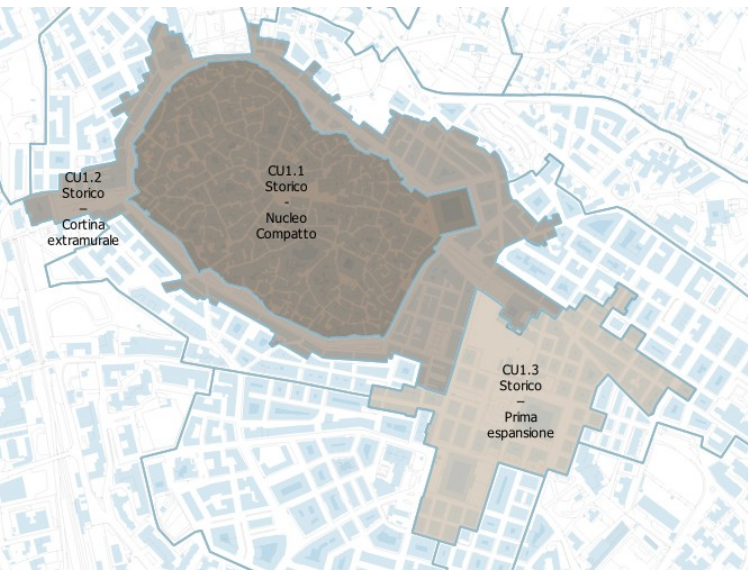 CU1.2
Storico
–
Cortina
extramurale
CU1.1
Storico
-
Nucleo
Compatto
CU1.3
Storico
–
Prima
espansione